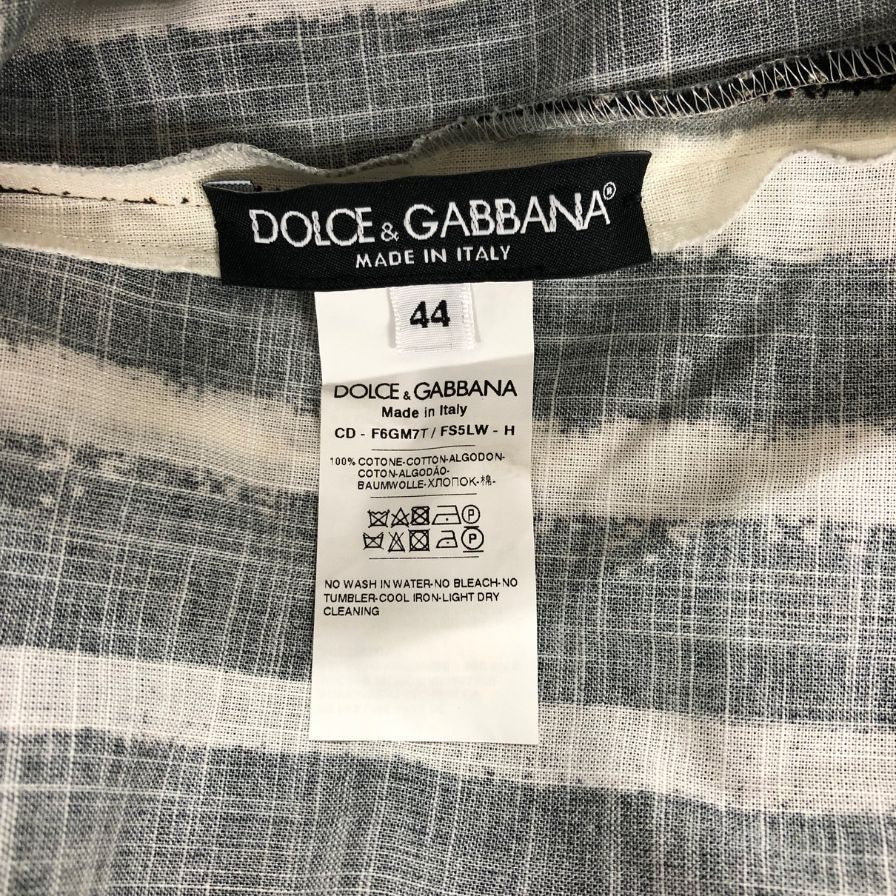 DOLCE & GABBANA®
MADE IN ITALY
44
DOLCE & GABBANA
Made in Italy
CD - F6GM7T / FS5LW - H
100% COTONE-COTTON-ALGODON-
COTON-ALGODÃO-
BAUMWOLLE-ХЛОПОК-棉-
NO WASH IN WATER-NO BLEACH-NO
TUMBLER-COOL IRON-LIGHT DRY
CLEANING